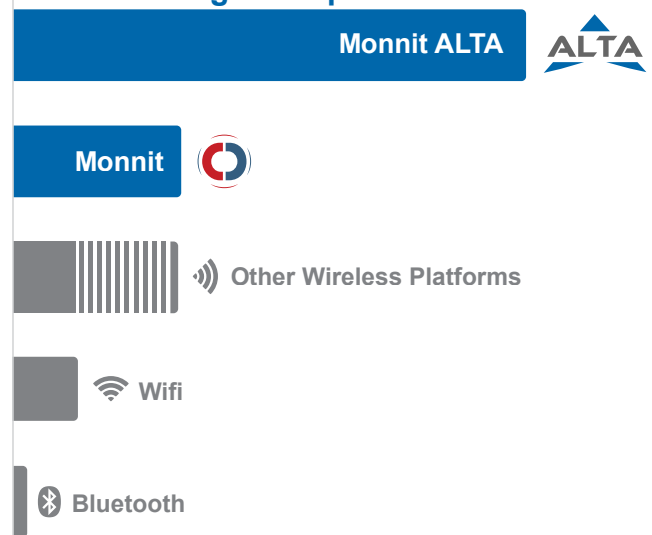 Monnit ALTA
ALTA
Monnit
Other Wireless Platforms
Wifi
Bluetooth